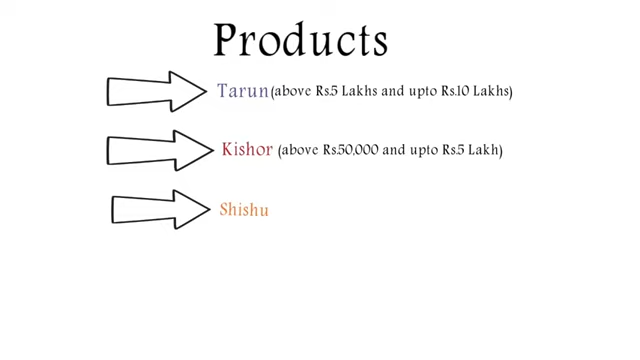 Products
Tarun (above Rs.5 Lakhs and upto Rs.10 Lakhs)
Kishor (above Rs.50,000 and upto Rs.5 Lakh)
Shishu